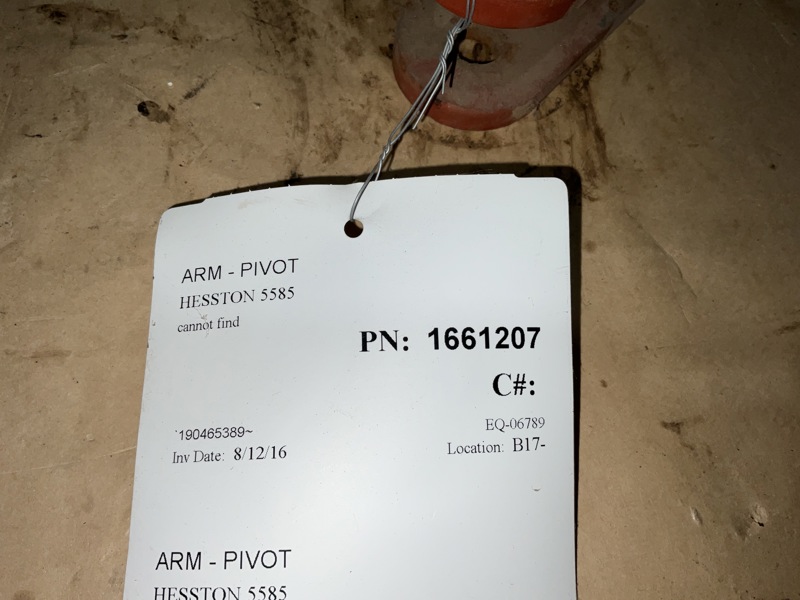 ARM - PIVOT
HESSTON 5585
cannot find
PN: 1661207
C#:
`190465389~
EQ-06789
Inv Date: 8/12/16
Location: B17-
ARM - PIVOT
HESSTON 5585